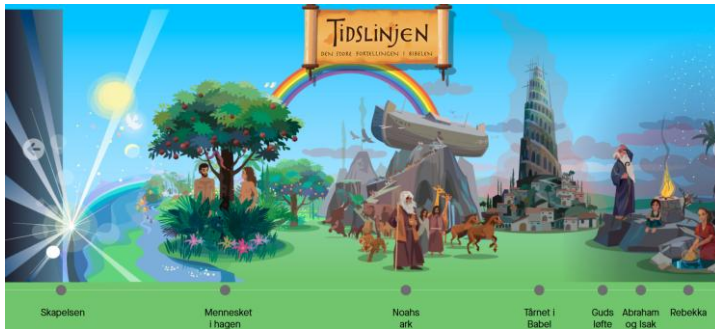 TIDSLINJEN
DEN STORE FORTELLINGEN I BIBELEN
Skapelsen
Mennesket
i hagen
Noahs
ark
Tårnet i
Babel
Guds
løfte
Abraham
og Isak
Rebekka